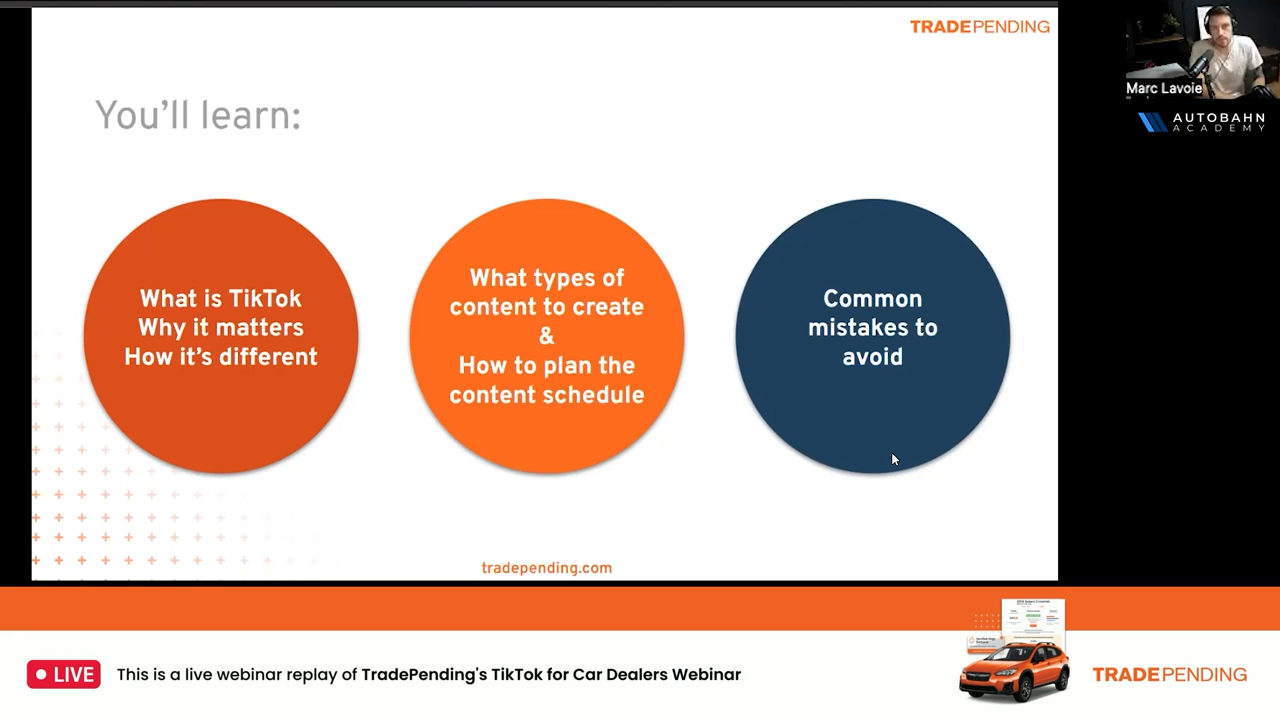 TRADEPENDING
You'll learn:
What is TikTok
Why it matters
How it's different
What types of
content to create
&
How to plan the
content schedule
Common
mistakes to
avoid
tradepending.com
Marc Lavoie
AUTOBAHN
ACADEMY
LIVE
This is a live webinar replay of TradePending's TikTok for Car Dealers Webinar
TRADEPENDING